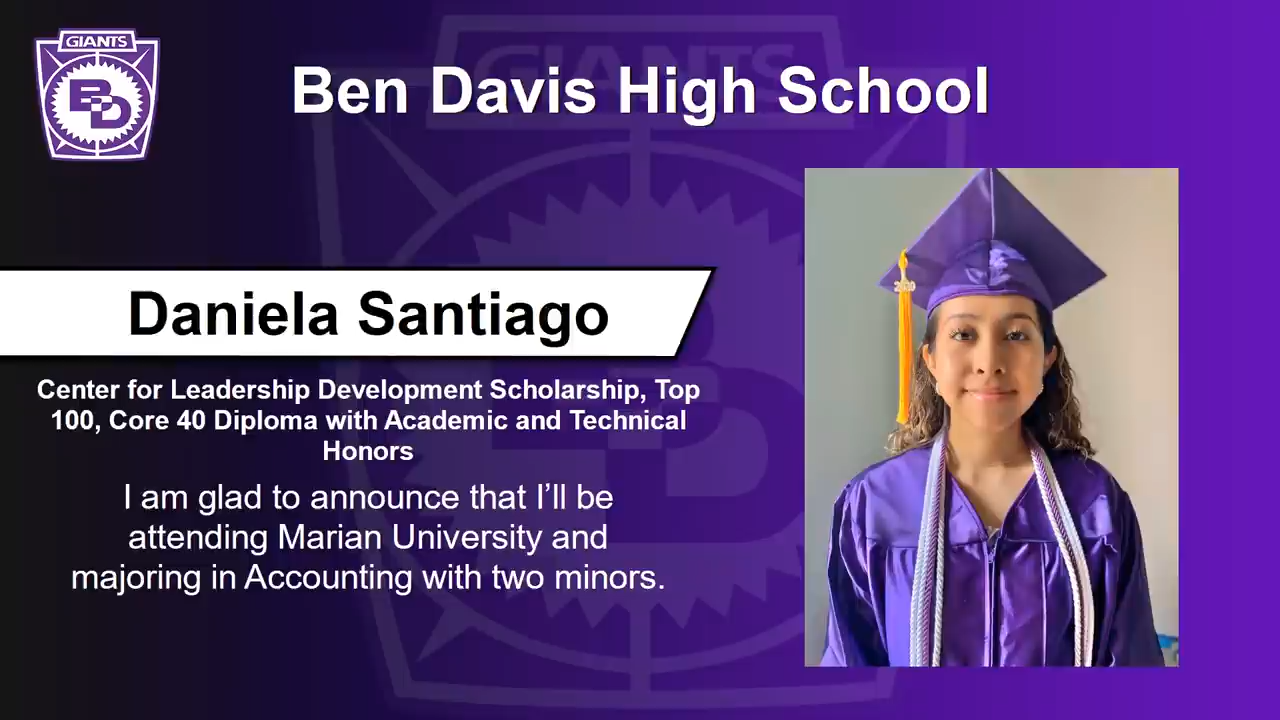 GIANTS
BD
GIANTS
Ben Davis High School
Daniela Santiago
Center for Leadership Development Scholarship, Top
100, Core 40 Diploma with Academic and Technical
Honors
I am glad to announce that I’ll be
attending Marian University and
majoring in Accounting with two minors.
2020